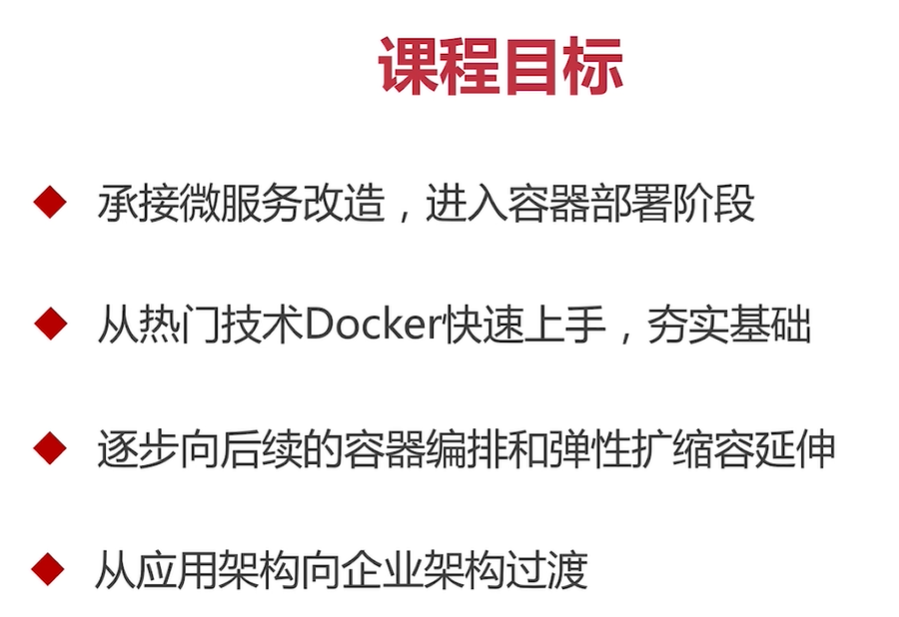 课程目标
承接微服务改造，进入容器部署阶段
从热门技术Docker快速上手，夯实基础
逐步向后续的容器编排和弹性扩缩容延伸
从应用架构向企业架构过渡